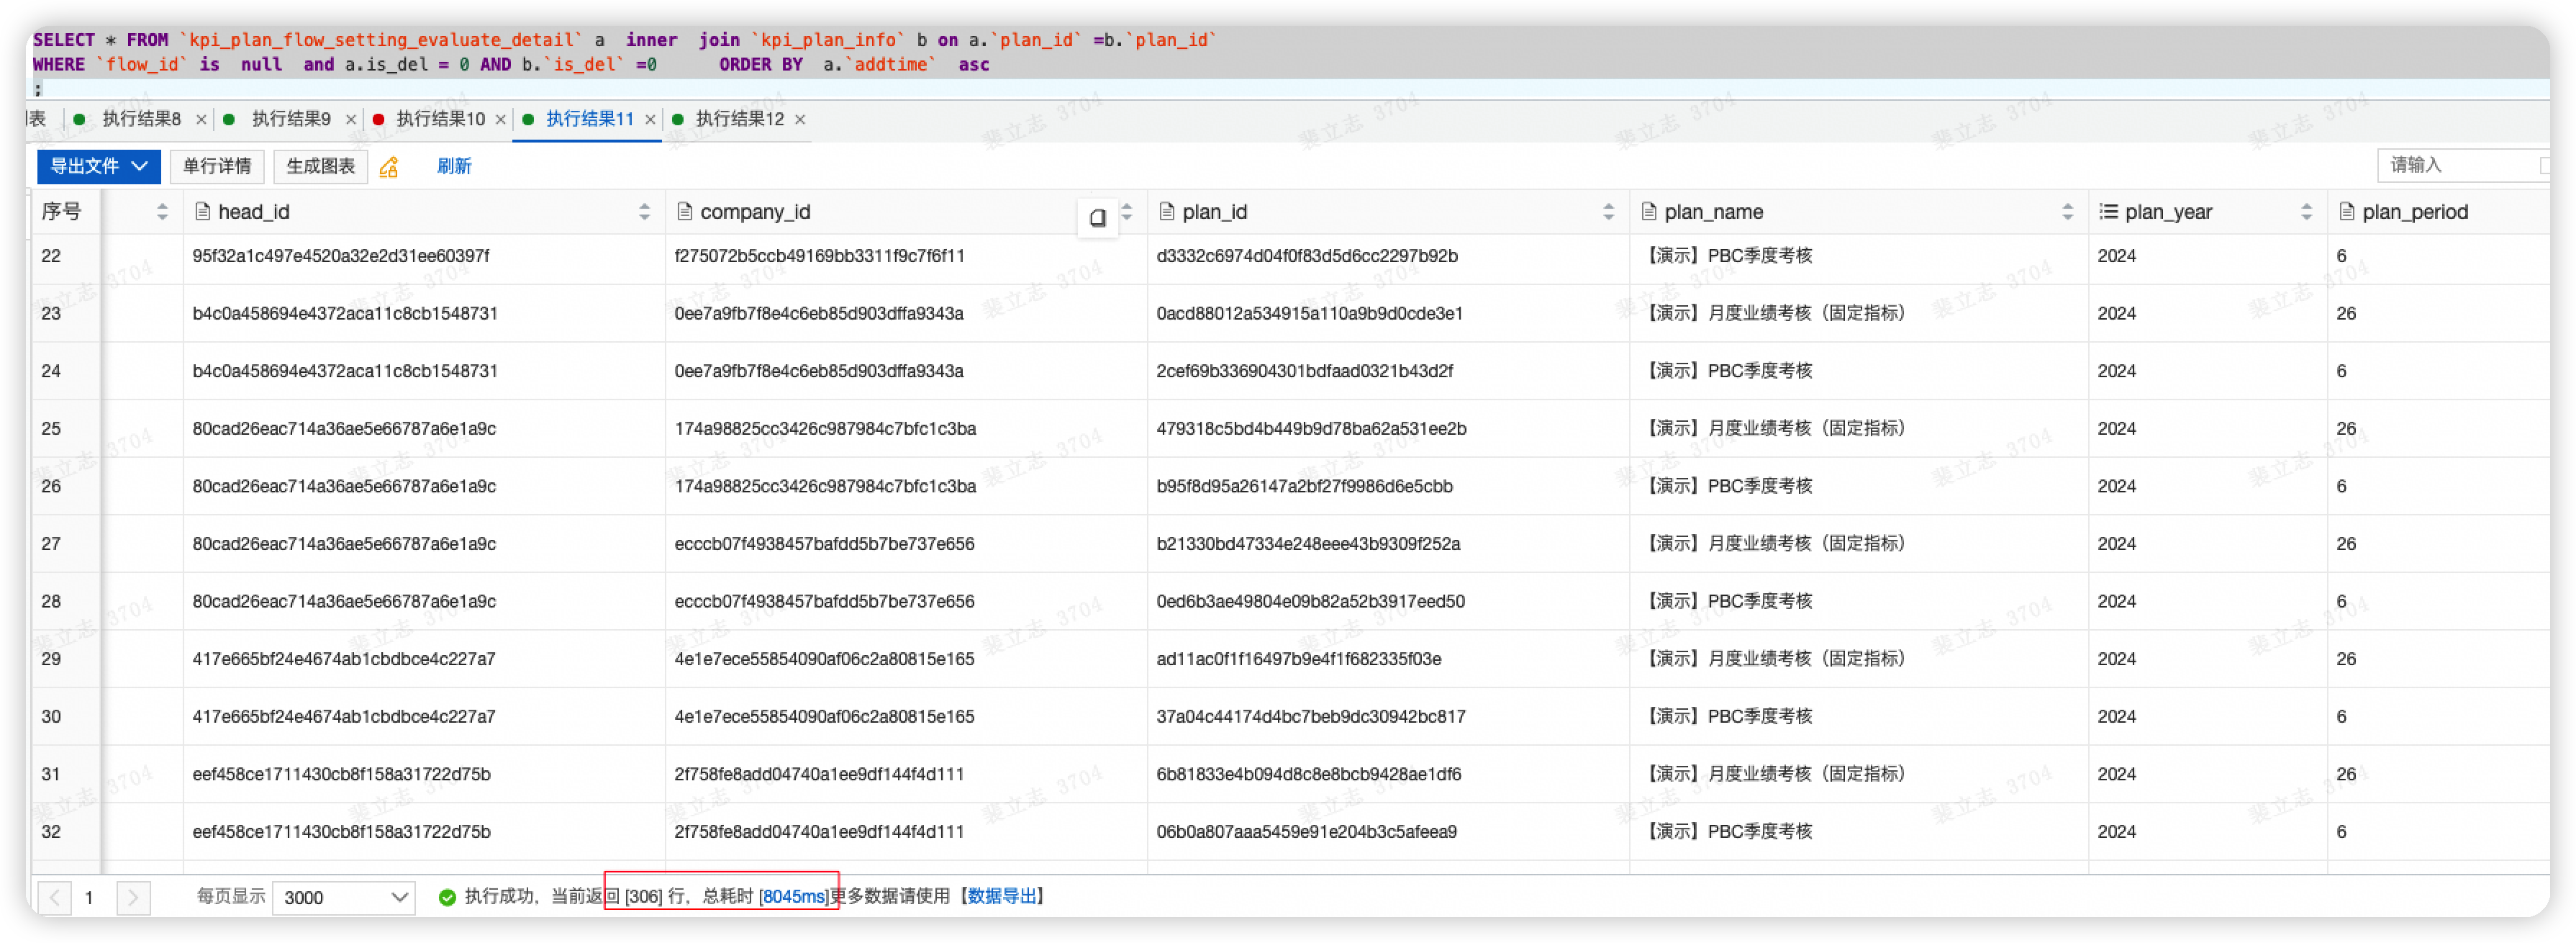 SELECT * FROM `kpi_plan_flow_setting_evaluate_detail` a inner join `kpi_plan_info` b on a.`plan_id` =b.`plan_id`
WHERE `flow_id` is null and a.is_del = 0 AND b.`is_del` =0 ORDER BY a.`addtime` asc
;
表 执行结果8 × 执行结果9 × 执行结果10 × 执行结果11 × 执行结果12 ×
导出文件 单行详情 生成图表 刷新 请输入
序号 head_id company_id plan_id plan_name plan_year plan_period
22 95f32a1c497e4520a32e2d31ee60397f f275072b5ccb49169bb3311f9c7f6f11 d3332c6974d04f0f83d5d6cc2297b92b 【演示】PBC季度考核 2024 6
23 b4c0a458694e4372aca11c8cb1548731 0ee7a9fb7f8e4c6eb85d903dffa9343a 0acd88012a534915a110a9b9d0cde3e1 【演示】月度业绩考核（固定指标） 2024 26
24 b4c0a458694e4372aca11c8cb1548731 0ee7a9fb7f8e4c6eb85d903dffa9343a 2cef69b336904301bdfaad0321b43d2f 【演示】PBC季度考核 2024 6
25 80cad26eac714a36ae5e66787a6e1a9c 174a98825cc3426c987984c7bfc1c3ba 479318c5bd4b449b9d78ba62a531ee2b 【演示】月度业绩考核（固定指标） 2024 26
26 80cad26eac714a36ae5e66787a6e1a9c 174a98825cc3426c987984c7bfc1c3ba b95f8d95a26147a2bf27f9986d6e5cbb 【演示】PBC季度考核 2024 6
27 80cad26eac714a36ae5e66787a6e1a9c ecccb07f4938457bafdd5b7be737e656 b21330bd47334e248eee43b9309f252a 【演示】月度业绩考核（固定指标） 2024 26
28 80cad26eac714a36ae5e66787a6e1a9c ecccb07f4938457bafdd5b7be737e656 0ed6b3ae49804e09b82a52b3917eed50 【演示】PBC季度考核 2024 6
29 417e665bf24e4674ab1cbdbce4c227a7 4e1e7ece55854090af06c2a80815e165 ad11ac0f1f16497b9e4f1f682335f03e 【演示】月度业绩考核（固定指标） 2024 26
30 417e665bf24e4674ab1cbdbce4c227a7 4e1e7ece55854090af06c2a80815e165 37a04c44174d4bc7beb9dc30942bc817 【演示】PBC季度考核 2024 6
31 eef458ce1711430cb8f158a31722d75b 2f758fe8add04740a1ee9df144f4d111 6b81833e4b094d8c8e8bcb9428ae1df6 【演示】月度业绩考核（固定指标） 2024 26
32 eef458ce1711430cb8f158a31722d75b 2f758fe8add04740a1ee9df144f4d111 06b0a807aaa5459e91e204b3c5afeea9 【演示】PBC季度考核 2024 6
1 每页显示 3000 执行成功，当前返回 [306] 行，总耗时 [8045ms]更多数据请使用【数据导出】
裴立志 3704